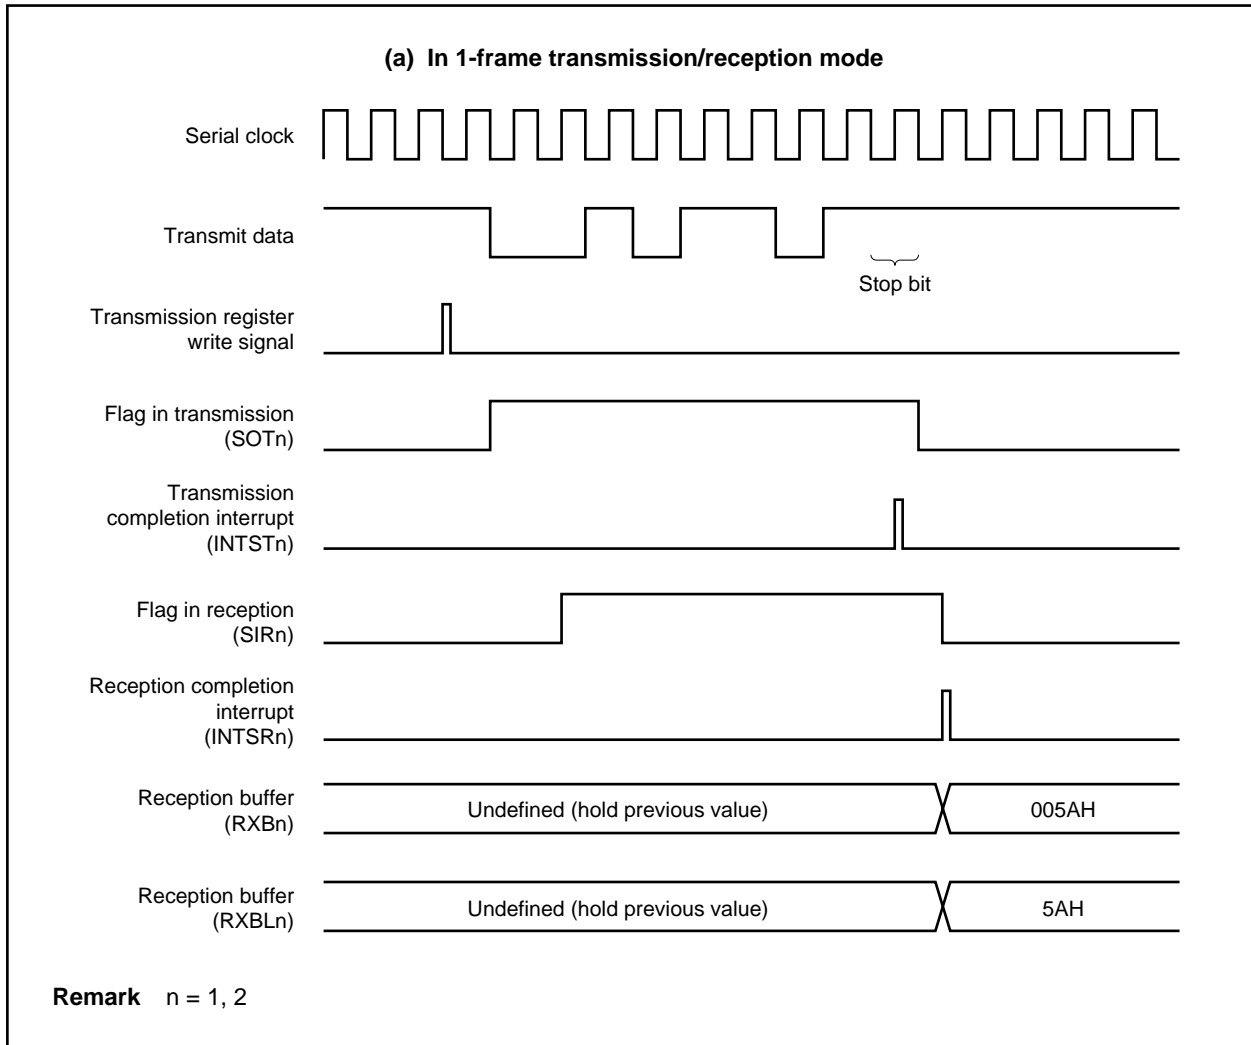 (a) In 1-frame transmission/reception mode
Serial clock
Transmit data
Stop bit
Transmission register
write signal
Flag in transmission
(SOTn)
Transmission
completion interrupt
(INTSTn)
Flag in reception
(SIRn)
Reception completion
interrupt
(INTSRn)
Reception buffer
(RXBn)
Undefined (hold previous value)
005AH
Reception buffer
(RXBLn)
Undefined (hold previous value)
5AH
Remark n = 1, 2